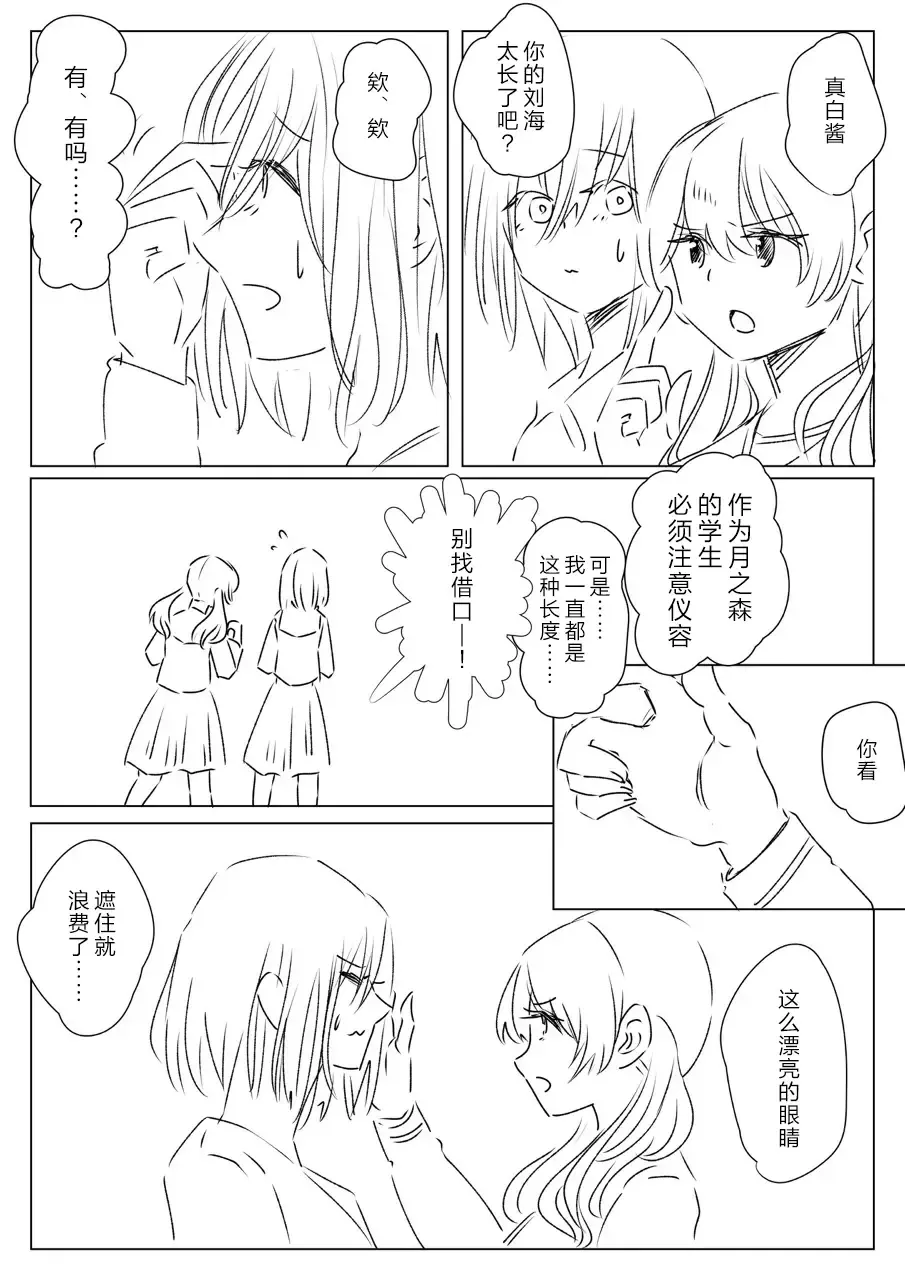 真白酱
你的刘海
太长了吧？
欸、欸
有、有吗……？
作为月之森
的学生
必须注意仪容
可是……
我一直都是
这种长度……
别找借口—！
你看
这么漂亮的眼睛
遮住就
浪费了……